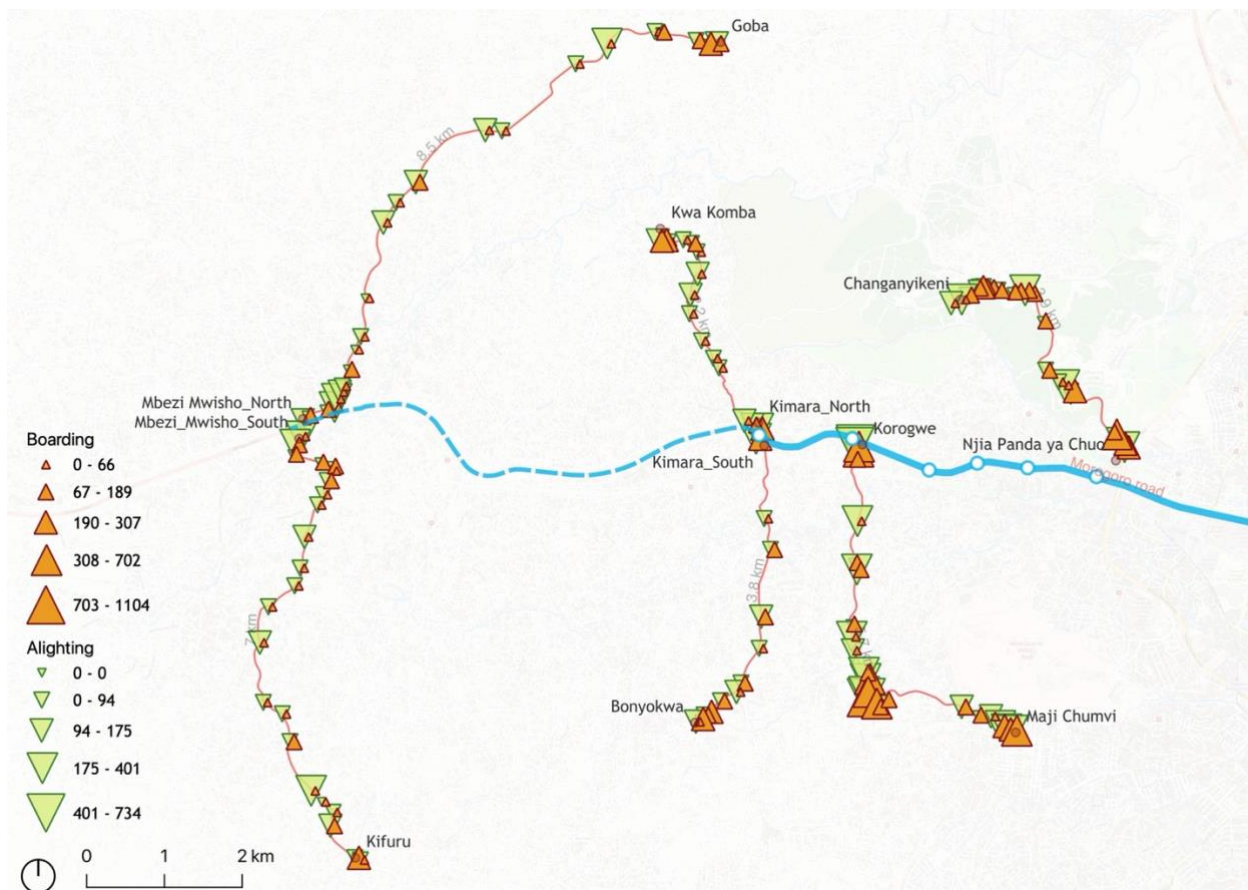 Goba
8.5 km
Kwa Komba
Changanyikeni
Mbezi Mwisho_North
Mbezi_Mwisho_South
Kimara_North
Korogwe
Njia Panda ya Chuo
Kimara_South
Morogoro road
3.8 km
Bonyokwa
Maji Chumvi
Kifuru
Boarding
0 - 66
67 - 189
190 - 307
308 - 702
703 - 1104
Alighting
0 - 0
0 - 94
94 - 175
175 - 401
401 - 734
0 1 2 km